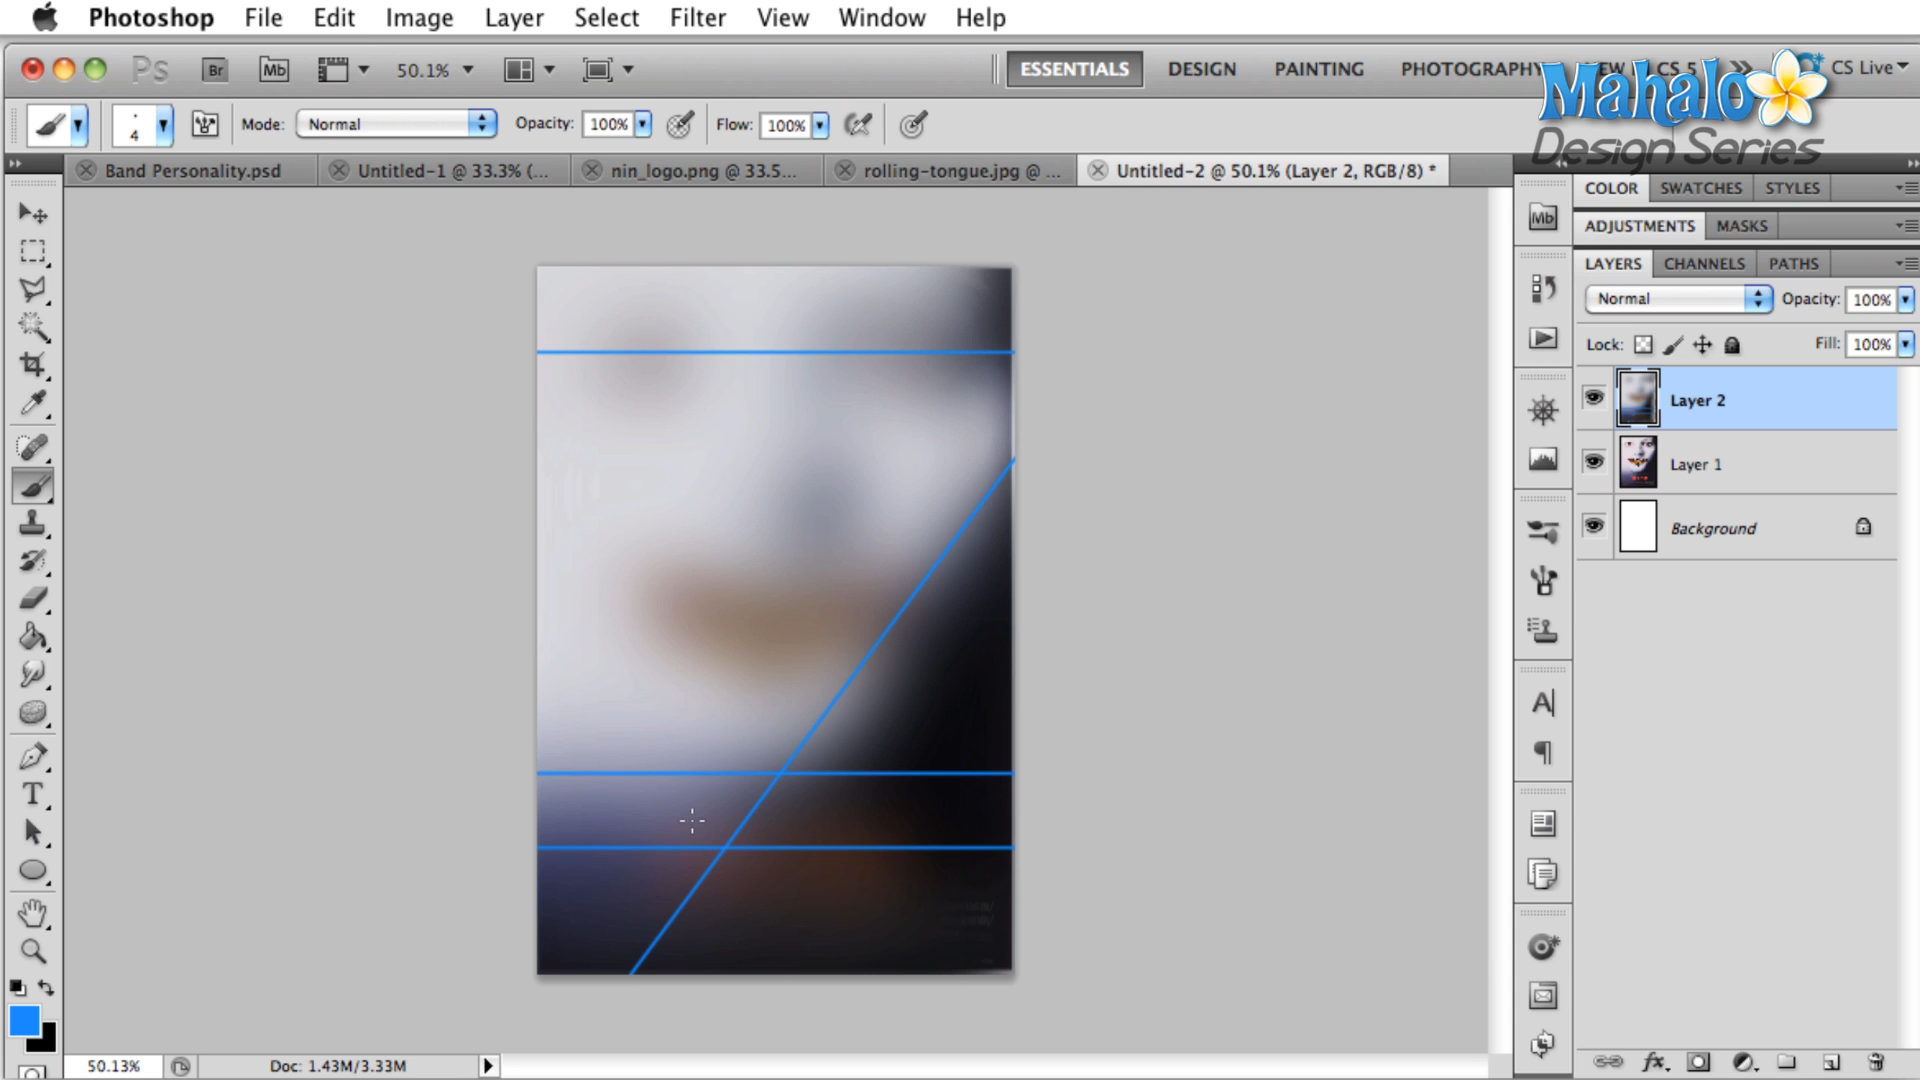 Photoshop File Edit Image Layer Select Filter View Window Help
Ps Br Mb 50.1% ESSENTIALS DESIGN PAINTING PHOTOGRAPHY CS 5 CS Live
Mahalo
Design Series
4 Mode: Normal Opacity: 100% Flow: 100%
Band Personality.psd Untitled-1 @ 33.3% (... nin_logo.png @ 33.5... rolling-tongue.jpg @ ... Untitled-2 @ 50.1% (Layer 2, RGB/8) *
COLOR SWATCHES STYLES
Mb
ADJUSTMENTS MASKS
LAYERS CHANNELS PATHS
Normal Opacity: 100%
Lock: Fill: 100%
Layer 2
Layer 1
Background
50.13% Doc: 1.43M/3.33M